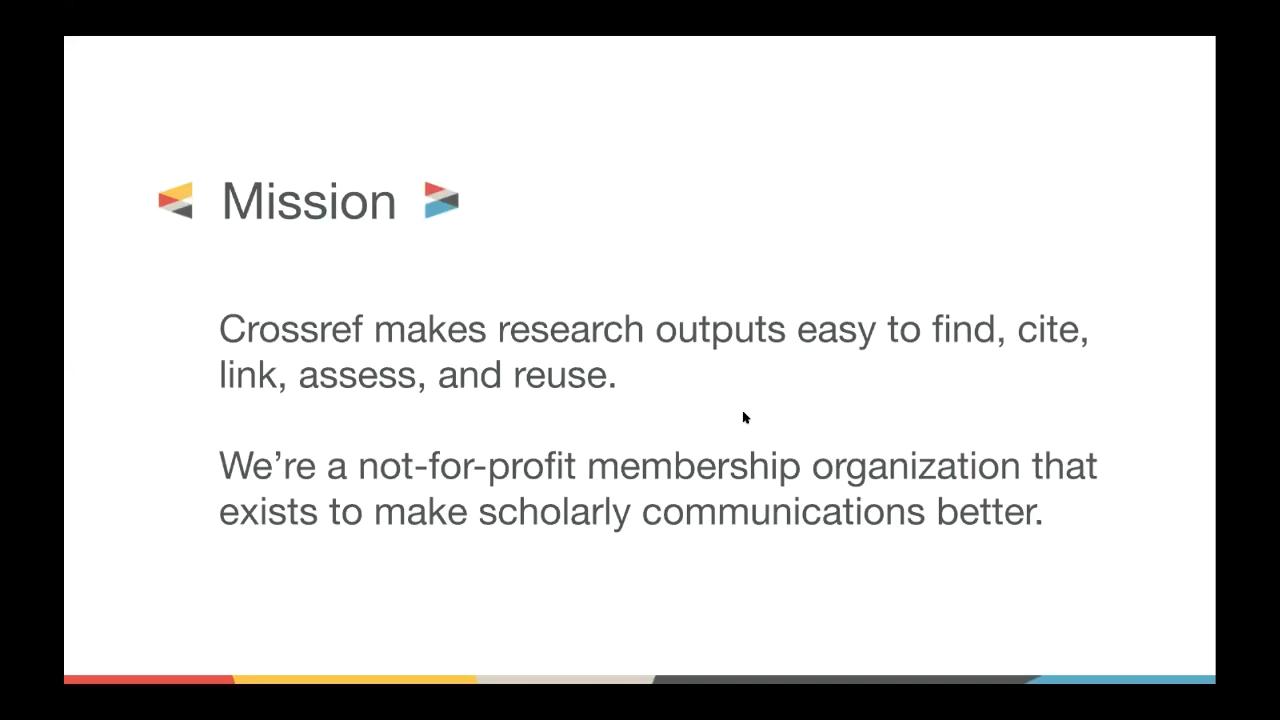 Mission
Crossref makes research outputs easy to find, cite,
link, assess, and reuse.
We’re a not-for-profit membership organization that
exists to make scholarly communications better.